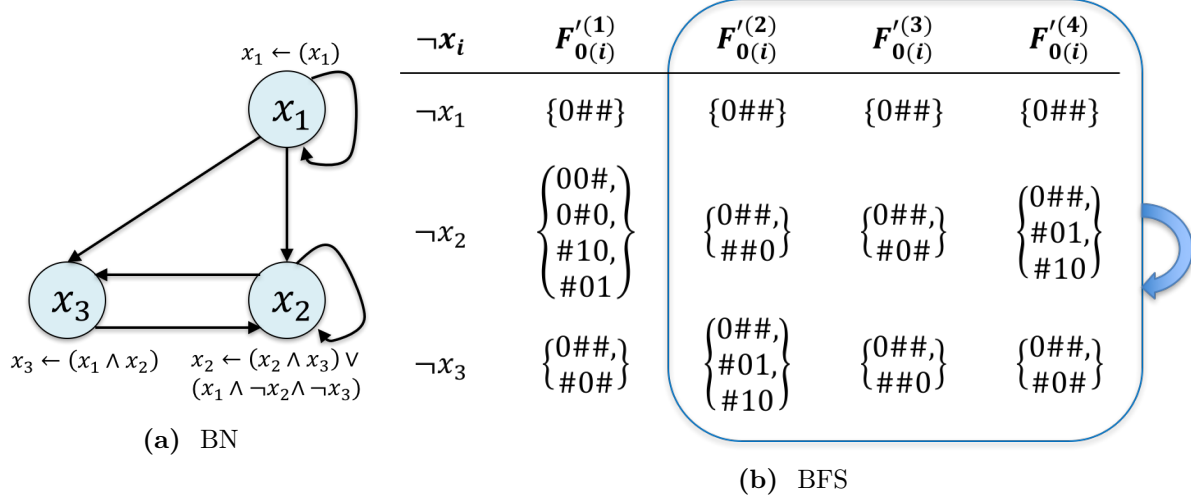 x₁ ← (x₁)
x₁
x₃
x₂
x₃ ← (x₁ ∧ x₂)
x₂ ← (x₂ ∧ x₃) ∨
(x₁ ∧ ¬x₂ ∧ ¬x₃)
(a) BN
¬xᵢ F′⁽¹⁾₀₍ᵢ₎ F′⁽²⁾₀₍ᵢ₎ F′⁽³⁾₀₍ᵢ₎ F′⁽⁴⁾₀₍ᵢ₎
¬x₁ {0##} {0##} {0##} {0##}
¬x₂ {00#, 0#0, #10, #01} {0##, ##0} {0##, #0#} {0##, #01, #10}
¬x₃ {0##, #0#} {0##, #01, #10} {0##, ##0} {0##, #0#}
(b) BFS